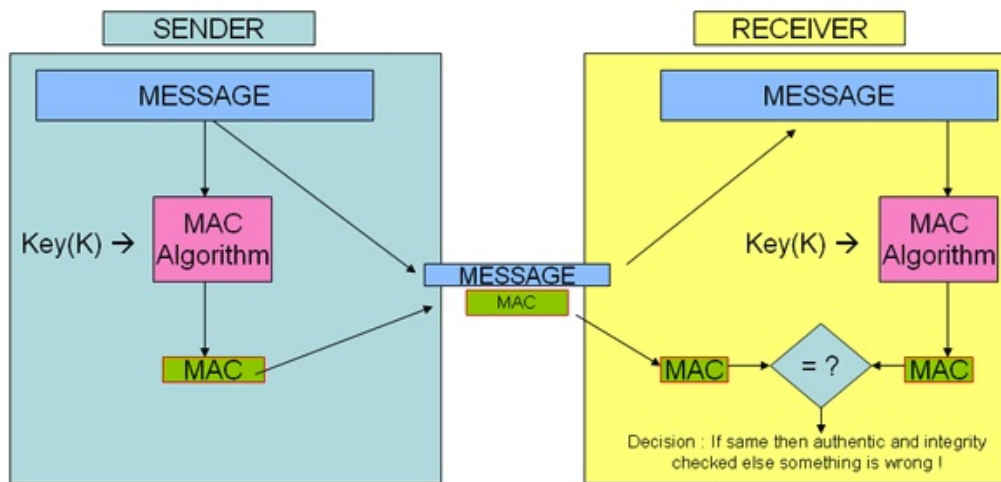 SENDER
RECEIVER
MESSAGE
MESSAGE
Key(K) →
MAC
Algorithm
Key(K) →
MAC
Algorithm
MESSAGE
MAC
MAC
MAC
= ?
MAC
Decision : If same then authentic and integrity
checked else something is wrong !